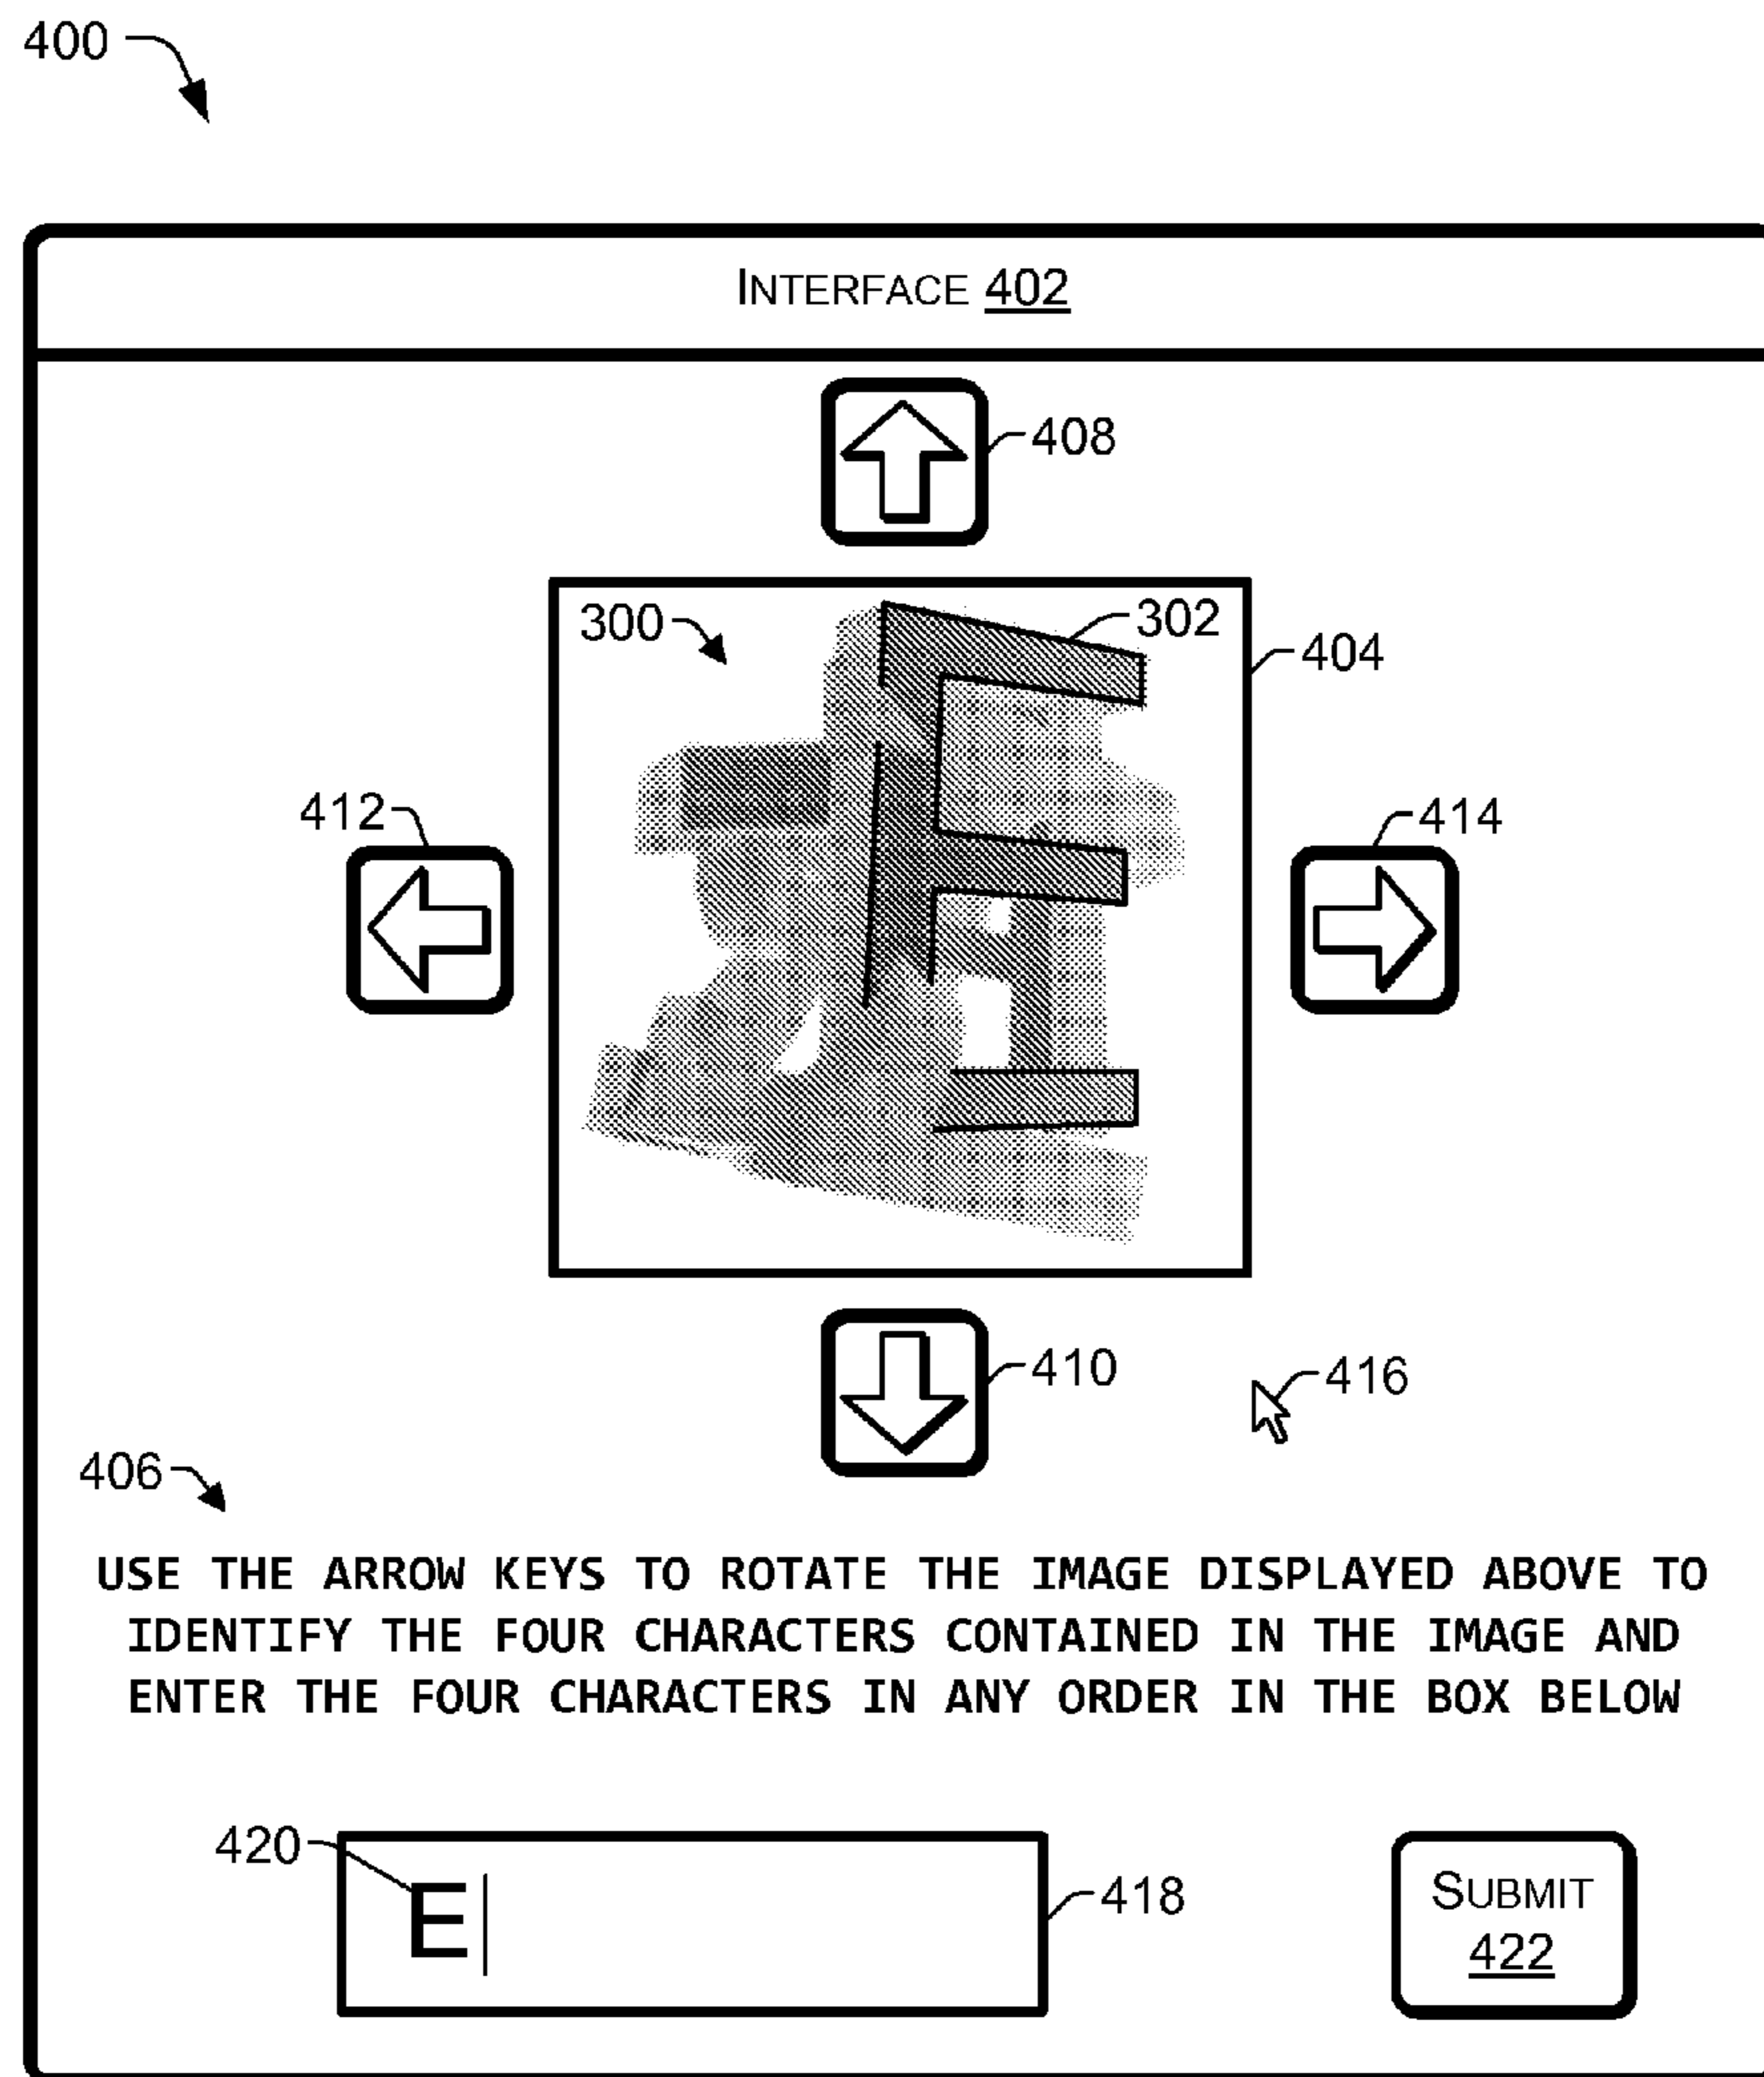 400
INTERFACE 402
408
300
302
404
412
414
410
416
406
USE THE ARROW KEYS TO ROTATE THE IMAGE DISPLAYED ABOVE TO
IDENTIFY THE FOUR CHARACTERS CONTAINED IN THE IMAGE AND
ENTER THE FOUR CHARACTERS IN ANY ORDER IN THE BOX BELOW
420
E
418
SUBMIT
422